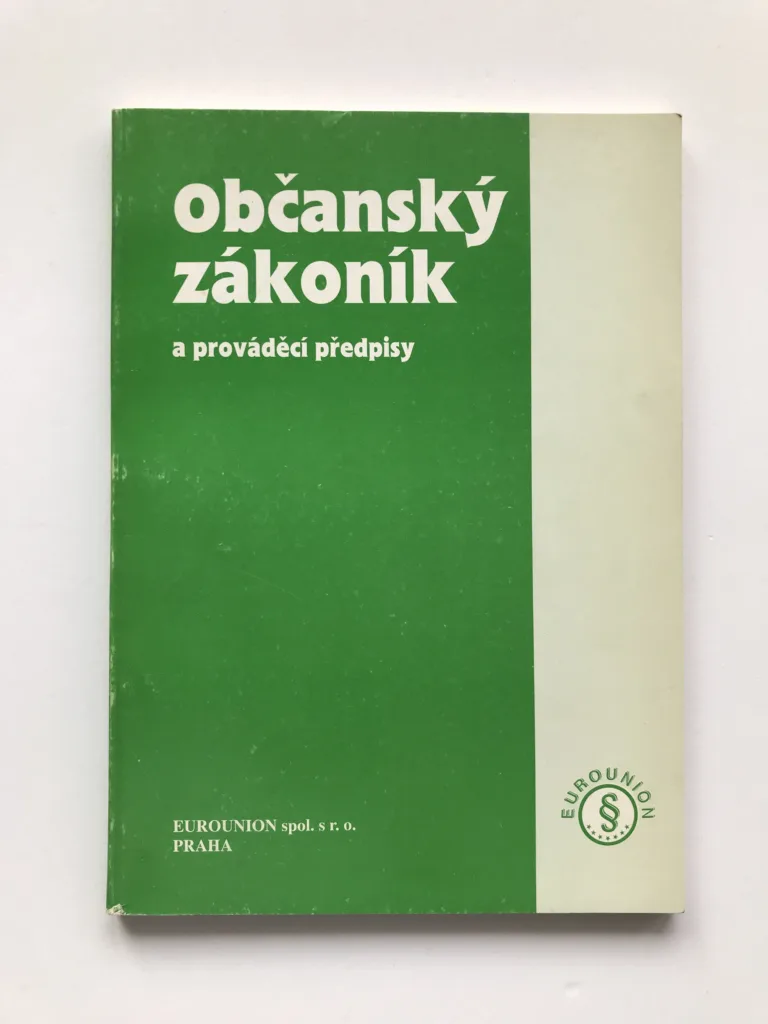 Občanský
zákoník
a prováděcí předpisy
EUROUNION spol. s r. o.
PRAHA
EUROUNION
§